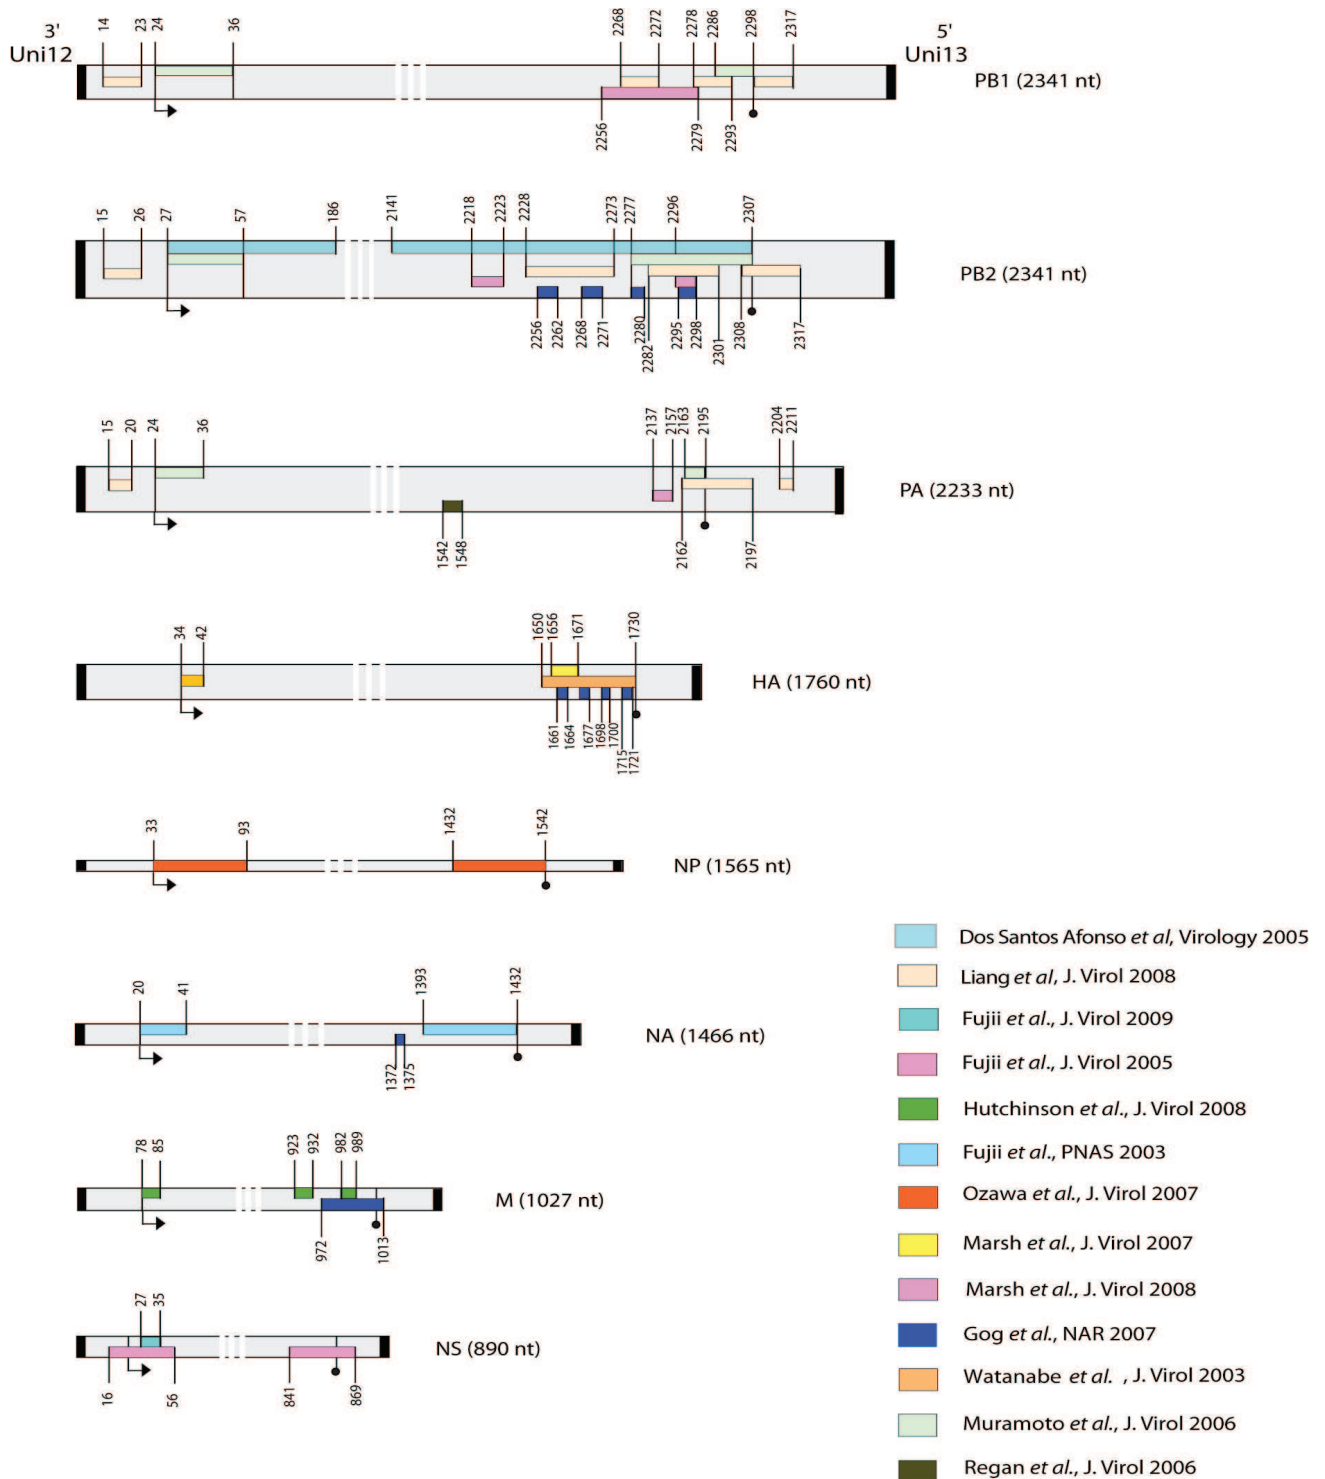 3'
Uni12
5'
Uni13
14 23 24 36 2268 2272 2278 2286 2298 2317
PB1 (2341 nt)
2256 2279 2293
15 26 27 57 186 2141 2218 2223 2228 2273 2277 2296 2307
PB2 (2341 nt)
2256 2262 2268 2271 2280 2282 2295 2298 2301 2308 2317
15 20 24 36 2137 2157 2163 2195 2204 2211
PA (2233 nt)
1542 1548 2162 2197
34 42 1650 1656 1671 1730
HA (1760 nt)
1661 1664 1677 1698 1700 1715 1721
33 93 1432 1542
NP (1565 nt)
20 41 1393 1432
NA (1466 nt)
1372 1375
78 85 923 932 982 989
M (1027 nt)
972 1013
27 35
NS (890 nt)
16 56 841 869
Dos Santos Afonso et al, Virology 2005
Liang et al, J. Virol 2008
Fujii et al., J. Virol 2009
Fujii et al., J. Virol 2005
Hutchinson et al., J. Virol 2008
Fujii et al., PNAS 2003
Ozawa et al., J. Virol 2007
Marsh et al., J. Virol 2007
Marsh et al., J. Virol 2008
Gog et al., NAR 2007
Watanabe et al. , J. Virol 2003
Muramoto et al., J. Virol 2006
Regan et al., J. Virol 2006